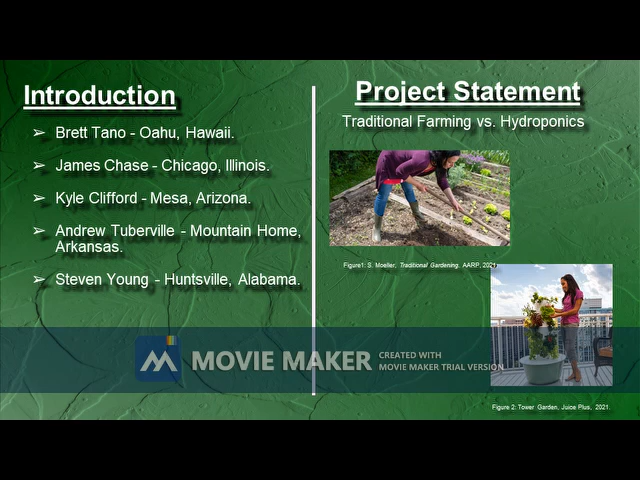 Introduction
➢ Brett Tano - Oahu, Hawaii.
➢ James Chase - Chicago, Illinois.
➢ Kyle Clifford - Mesa, Arizona.
➢ Andrew Tuberville - Mountain Home,
Arkansas.
➢ Steven Young - Huntsville, Alabama.
Project Statement
Traditional Farming vs. Hydroponics
Figure1: S. Moeller, Traditional Gardening, AARP, 2021.
Figure 2: Tower Garden, Juice Plus, 2021.
MOVIE MAKER
CREATED WITH
MOVIE MAKER TRIAL VERSION